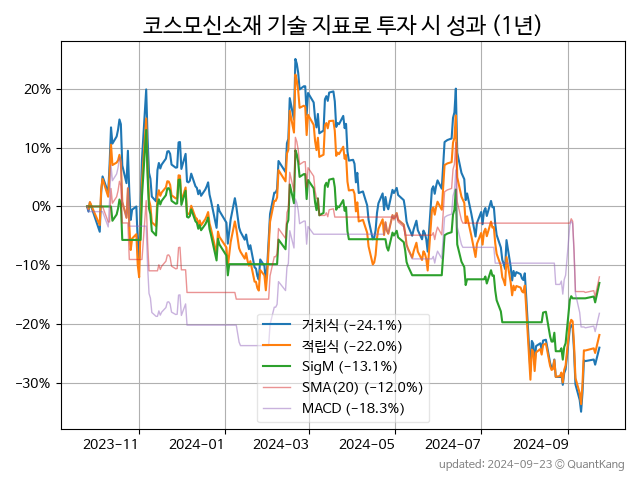 코스모신소재 기술 지표로 투자 시 성과 (1년)
20%
10%
0%
−10%
−20%
−30%
거치식 (−24.1%)
적립식 (−22.0%)
SigM (−13.1%)
SMA(20) (−12.0%)
MACD (−18.3%)
2023-11 2024-01 2024-03 2024-05 2024-07 2024-09
updated: 2024-09-23 © QuantKang